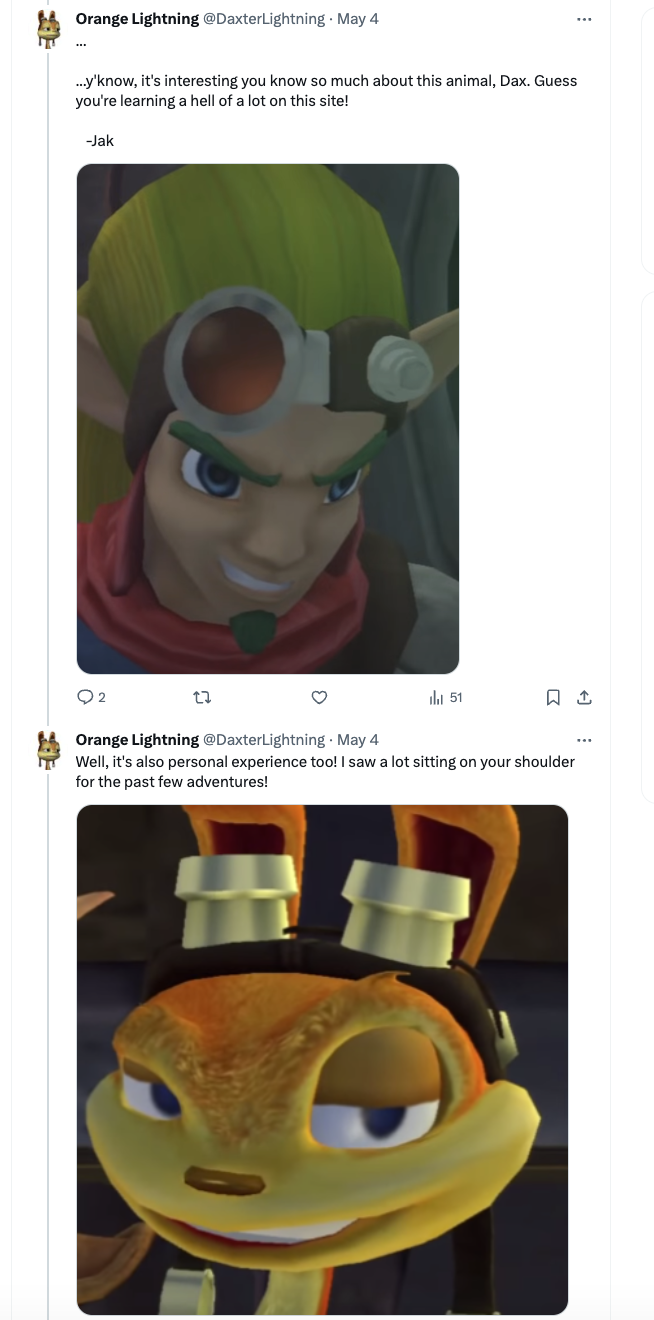 Orange Lightning @DaxterLightning · May 4
...
...y'know, it's interesting you know so much about this animal, Dax. Guess
you're learning a hell of a lot on this site!
-Jak
2
51
Orange Lightning @DaxterLightning · May 4
Well, it's also personal experience too! I saw a lot sitting on your shoulder
for the past few adventures!